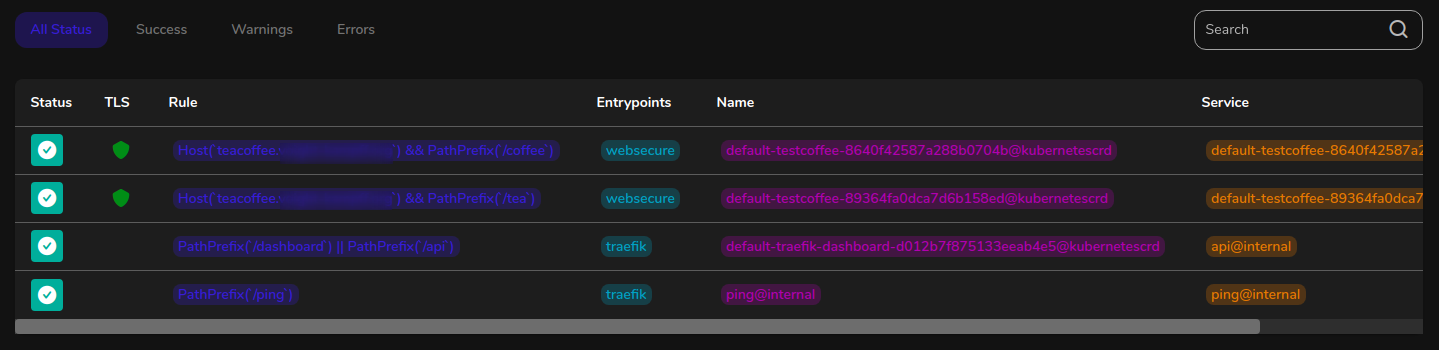 All Status Success Warnings Errors Search
Status TLS Rule Entrypoints Name Service
Host(`teacoffee. `) && PathPrefix(`/coffee`) websecure default-testcoffee-8640f42587a288b0704b@kubernetescrd default-testcoffee-8640f42587a2
Host(`teacoffee. `) && PathPrefix(`/tea`) websecure default-testcoffee-89364fa0dca7d6b158ed@kubernetescrd default-testcoffee-89364fa0dca7
PathPrefix(`/dashboard`) || PathPrefix(`/api`) traefik default-traefik-dashboard-d012b7f875133eeab4e5@kubernetescrd api@internal
PathPrefix(`/ping`) traefik ping@internal ping@internal